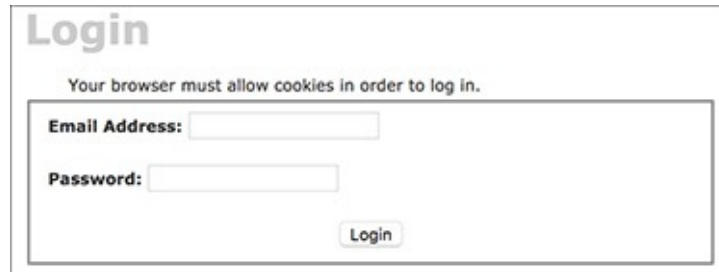 Login
Your browser must allow cookies in order to log in.
Email Address:
Password:
Login